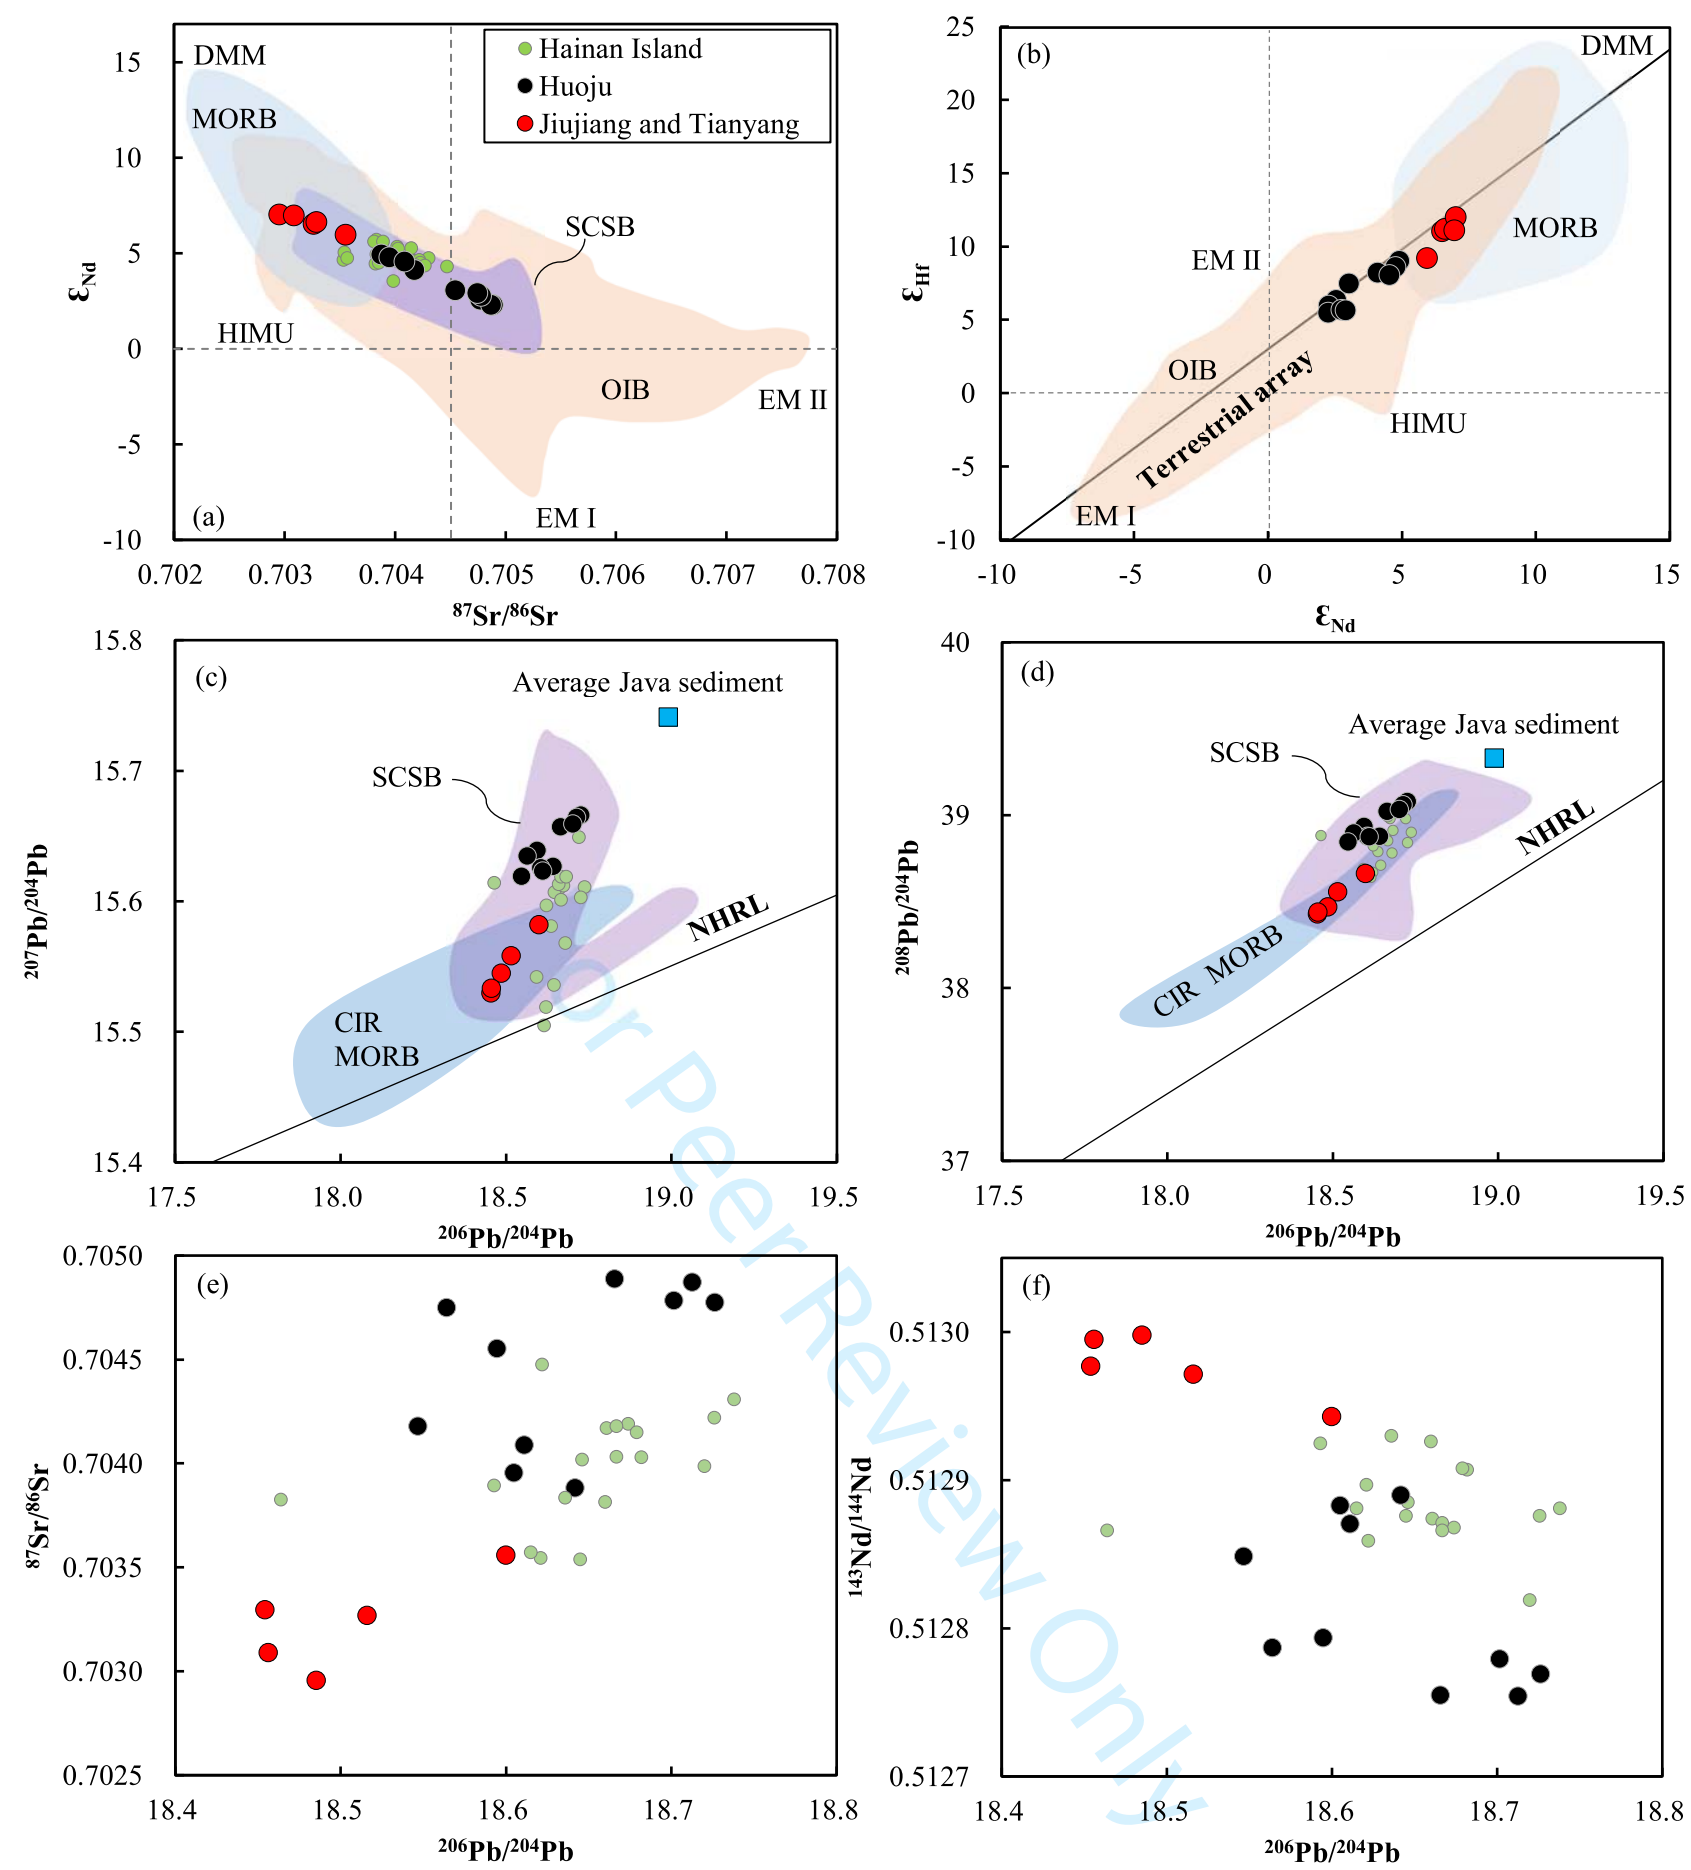 DMM
MORB
Hainan Island
Huoju
Jiujiang and Tianyang
SCSB
HIMU
OIB
EM II
EM I
(a)
15
10
5
0
-5
-10
εNd
0.702 0.703 0.704 0.705 0.706 0.707 0.708
87Sr/86Sr
(b)
DMM
MORB
EM II
OIB
Terrestrial array
HIMU
EM I
25
20
15
10
5
0
-5
-10
εHf
-10 -5 0 5 10 15
εNd
(c)
Average Java sediment
SCSB
NHRL
CIR
MORB
15.8
15.7
15.6
15.5
15.4
207Pb/204Pb
17.5 18.0 18.5 19.0 19.5
206Pb/204Pb
(d)
Average Java sediment
SCSB
NHRL
CIR MORB
40
39
38
37
208Pb/204Pb
17.5 18.0 18.5 19.0 19.5
206Pb/204Pb
(e)
0.7050
0.7045
0.7040
0.7035
0.7030
0.7025
87Sr/86Sr
18.4 18.5 18.6 18.7 18.8
206Pb/204Pb
(f)
0.5130
0.5129
0.5128
0.5127
143Nd/144Nd
18.4 18.5 18.6 18.7 18.8
206Pb/204Pb
or Peer Review Only